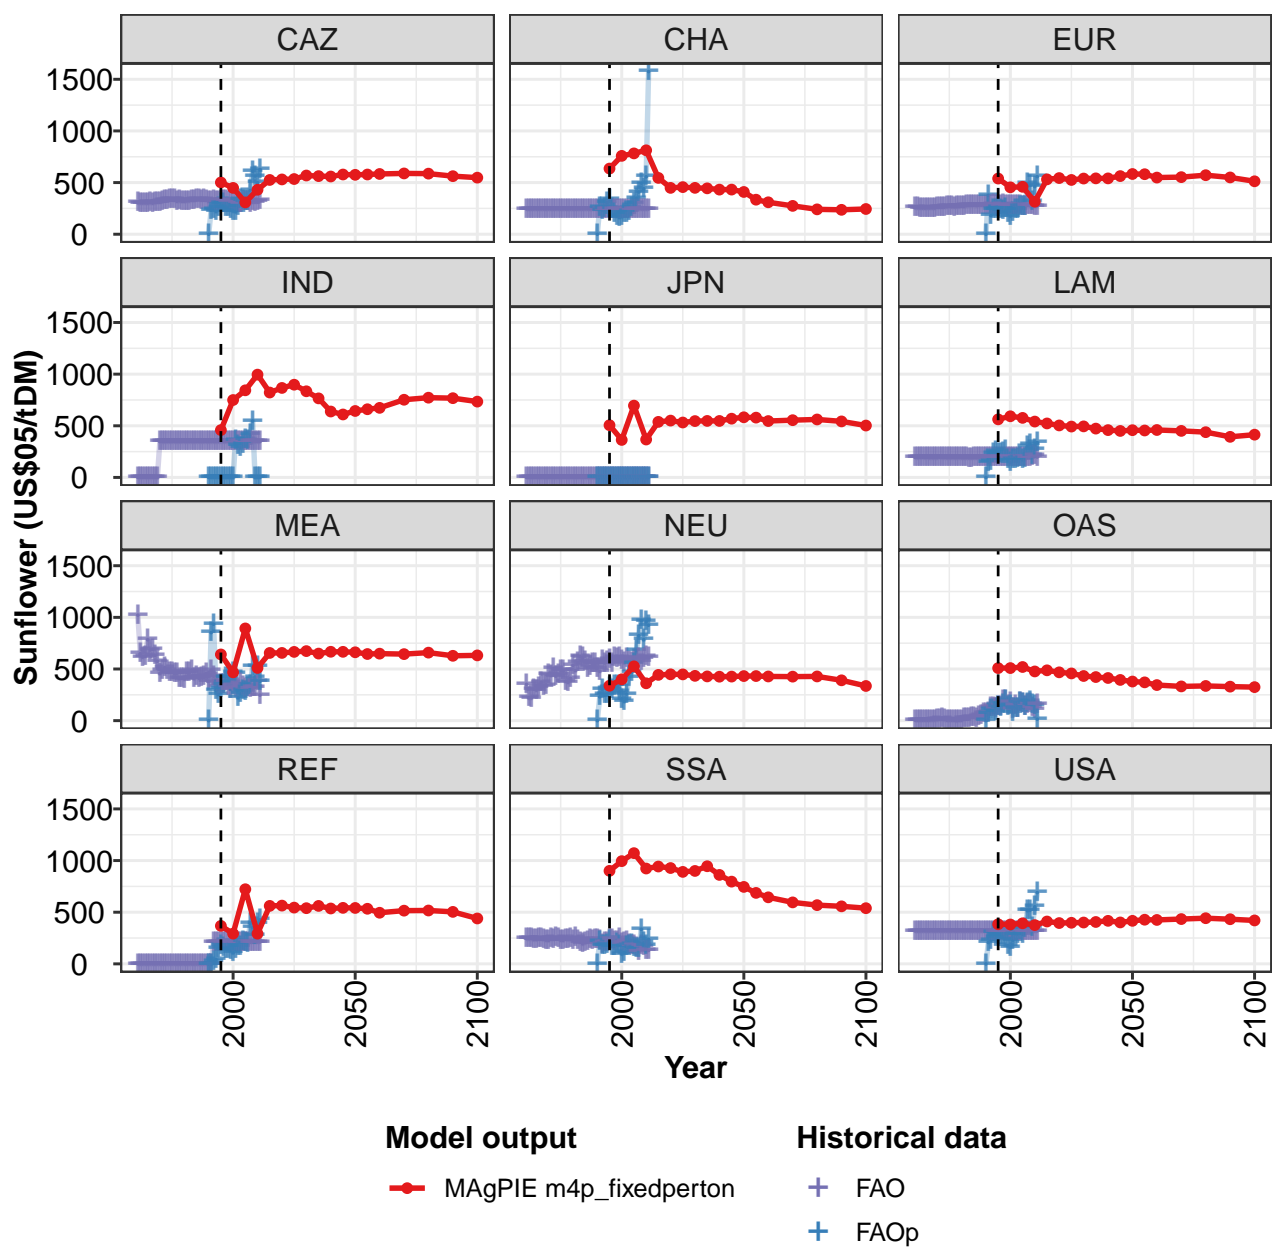 CAZ CHA EUR
1500
1000
500
0
IND JPN LAM
1500
1000
500
0
MEA NEU OAS
1500
1000
500
0
REF SSA USA
1500
1000
500
0
Sunflower (US$05/tDM)
2000 2050 2100 2000 2050 2100 2000 2050 2100
Year
Model output Historical data
MAgPIE m4p_fixedperton FAO
FAOp